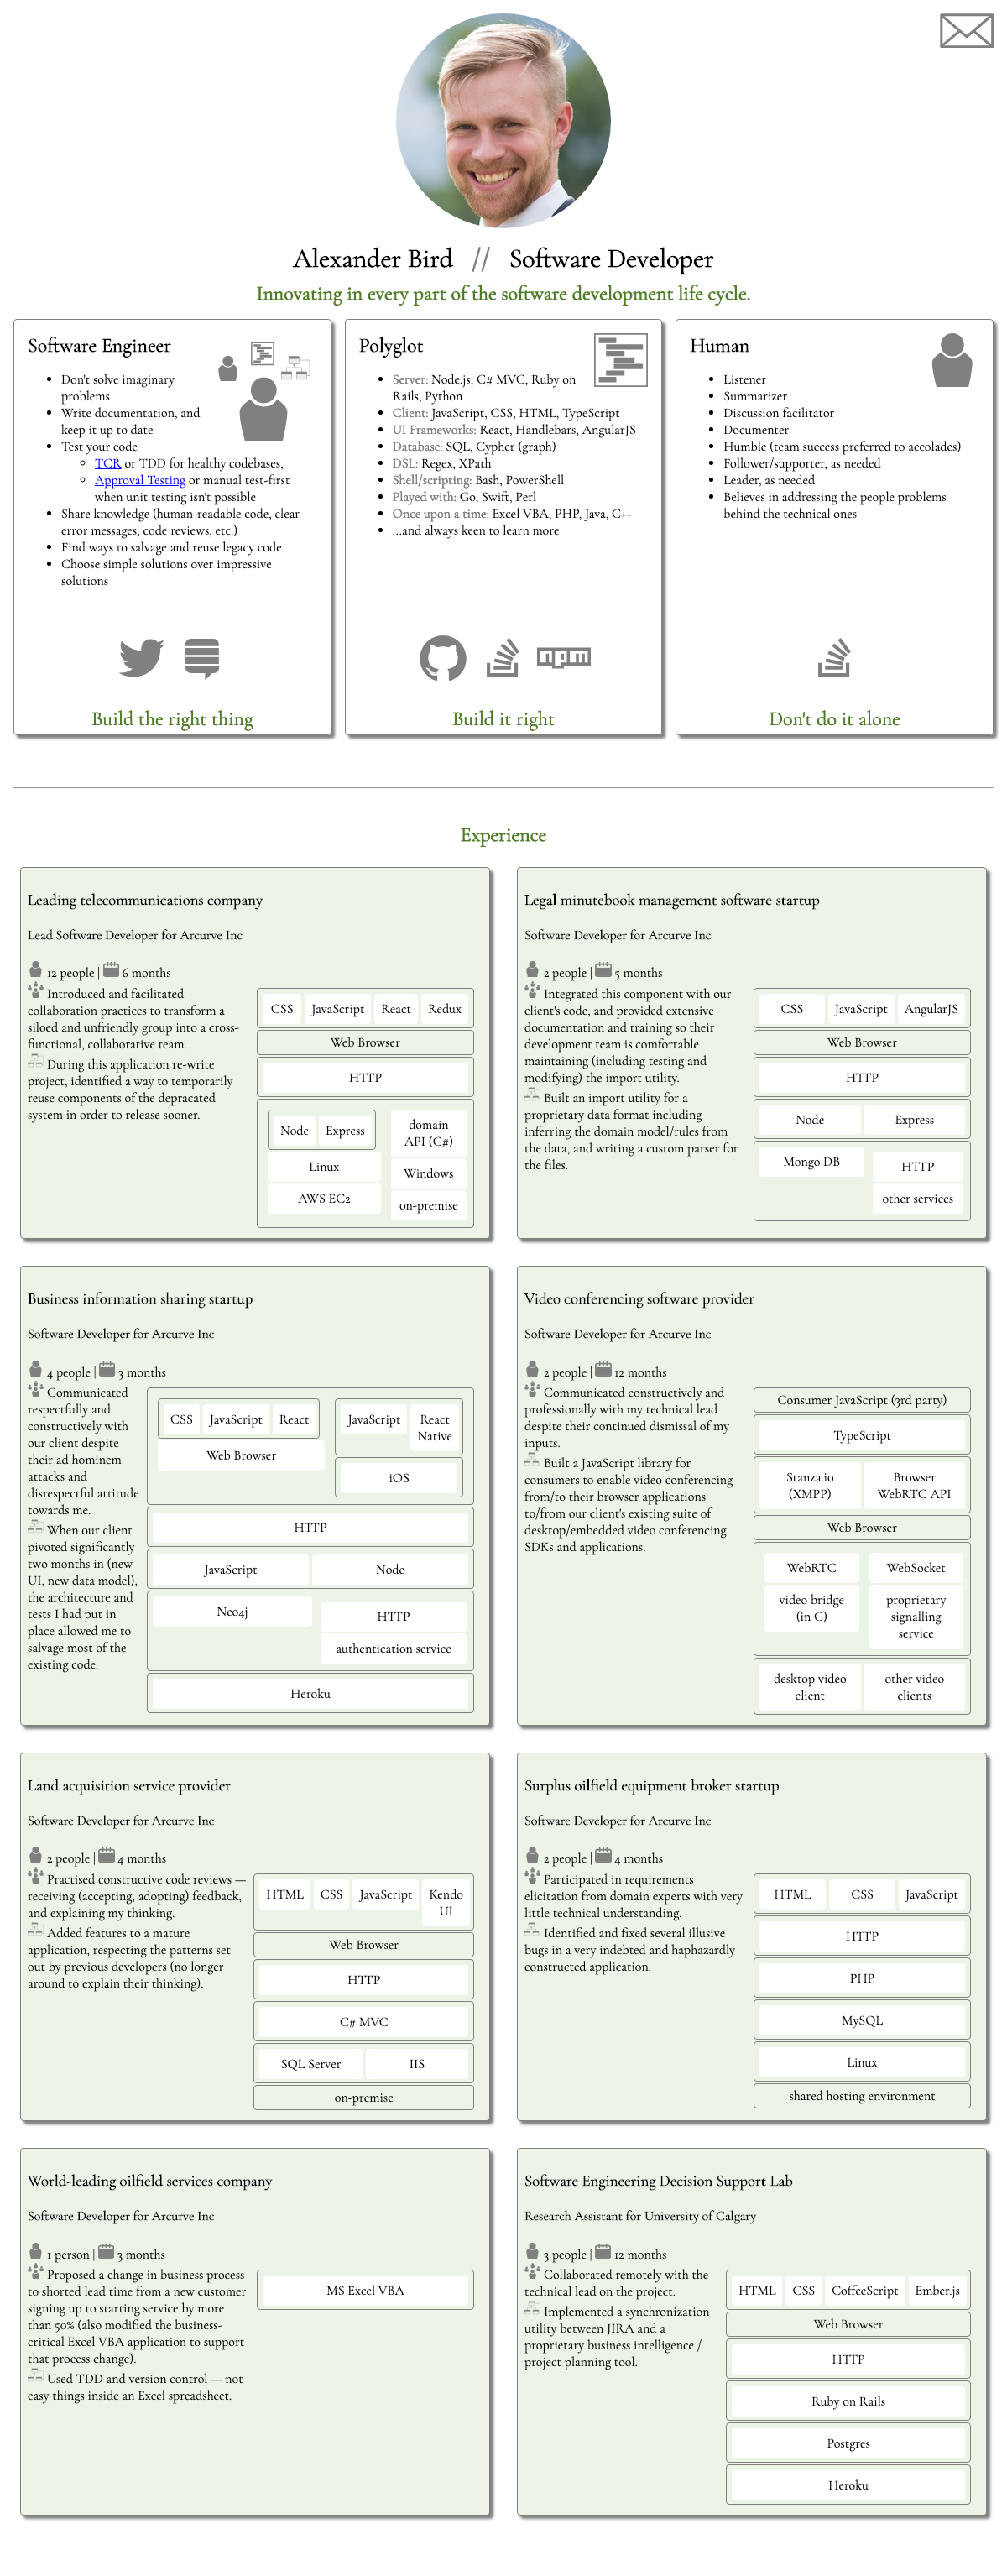 Alexander Bird // Software Developer
Innovating in every part of the software development life cycle.
Software Engineer
Don't solve imaginary
problems
Write documentation, and
keep it up to date
Test your code
TCR or TDD for healthy codebases,
Approval Testing or manual test-first
when unit testing isn't possible
Share knowledge (human-readable code, clear
error messages, code reviews, etc.)
Find ways to salvage and reuse legacy code
Choose simple solutions over impressive
solutions
Build the right thing
Polyglot
Server: Node.js, C# MVC, Ruby on
Rails, Python
Client: JavaScript, CSS, HTML, TypeScript
UI Frameworks: React, Handlebars, AngularJS
Database: SQL, Cypher (graph)
DSL: Regex, XPath
Shell/scripting: Bash, PowerShell
Played with: Go, Swift, Perl
Once upon a time: Excel VBA, PHP, Java, C++
...and always keen to learn more
npm
Build it right
Human
Listener
Summarizer
Discussion facilitator
Documenter
Humble (team success preferred to accolades)
Follower/supporter, as needed
Leader, as needed
Believes in addressing the people problems
behind the technical ones
Don't do it alone
Experience
Leading telecommunications company
Lead Software Developer for Arcurve Inc
12 people | 6 months
Introduced and facilitated
collaboration practices to transform a
siloed and unfriendly group into a cross-
functional, collaborative team.
During this application re-write
project, identified a way to temporarily
reuse components of the depracated
system in order to release sooner.
CSS JavaScript React Redux
Web Browser
HTTP
Node Express
Linux
AWS EC2
domain
API (C#)
Windows
on-premise
Legal minutebook management software startup
Software Developer for Arcurve Inc
2 people | 5 months
Integrated this component with our
client's code, and provided extensive
documentation and training so their
development team is comfortable
maintaining (including testing and
modifying) the import utility.
Built an import utility for a
proprietary data format including
inferring the domain model/rules from
the data, and writing a custom parser for
the files.
CSS JavaScript AngularJS
Web Browser
HTTP
Node Express
Mongo DB
HTTP
other services
Business information sharing startup
Software Developer for Arcurve Inc
4 people | 3 months
Communicated
respectfully and
constructively with
our client despite
their ad hominem
attacks and
disrespectful attitude
towards me.
When our client
pivoted significantly
two months in (new
UI, new data model),
the architecture and
tests I had put in
place allowed me to
salvage most of the
existing code.
CSS JavaScript React
Web Browser
JavaScript React
Native
iOS
HTTP
JavaScript Node
Neo4j
HTTP
authentication service
Heroku
Video conferencing software provider
Software Developer for Arcurve Inc
2 people | 12 months
Communicated constructively and
professionally with my technical lead
despite their continued dismissal of my
inputs.
Built a JavaScript library for
consumers to enable video conferencing
from/to their browser applications
to/from our client's existing suite of
desktop/embedded video conferencing
SDKs and applications.
Consumer JavaScript (3rd party)
TypeScript
Stanza.io
(XMPP)
Browser
WebRTC API
Web Browser
WebRTC
video bridge
(in C)
WebSocket
proprietary
signalling
service
desktop video
client
other video
clients
Land acquisition service provider
Software Developer for Arcurve Inc
2 people | 4 months
Practised constructive code reviews —
receiving (accepting, adopting) feedback,
and explaining my thinking.
Added features to a mature
application, respecting the patterns set
out by previous developers (no longer
around to explain their thinking).
HTML CSS JavaScript Kendo
UI
Web Browser
HTTP
C# MVC
SQL Server IIS
on-premise
Surplus oilfield equipment broker startup
Software Developer for Arcurve Inc
2 people | 4 months
Participated in requirements
elicitation from domain experts with very
little technical understanding.
Identified and fixed several illusive
bugs in a very indebted and haphazardly
constructed application.
HTML CSS JavaScript
HTTP
PHP
MySQL
Linux
shared hosting environment
World-leading oilfield services company
Software Developer for Arcurve Inc
1 person | 3 months
Proposed a change in business process
to shorted lead time from a new customer
signing up to starting service by more
than 50% (also modified the business-
critical Excel VBA application to support
that process change).
Used TDD and version control — not
easy things inside an Excel spreadsheet.
MS Excel VBA
Software Engineering Decision Support Lab
Research Assistant for University of Calgary
3 people | 12 months
Collaborated remotely with the
technical lead on the project.
Implemented a synchronization
utility between JIRA and a
proprietary business intelligence /
project planning tool.
HTML CSS CoffeeScript Ember.js
Web Browser
HTTP
Ruby on Rails
Postgres
Heroku